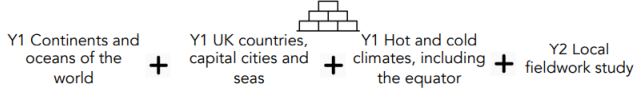 Y1 Continents and
oceans of the
world
+
Y1 UK countries,
capital cities and
seas
+
Y1 Hot and cold
climates, including
the equator
+
Y2 Local
fieldwork study